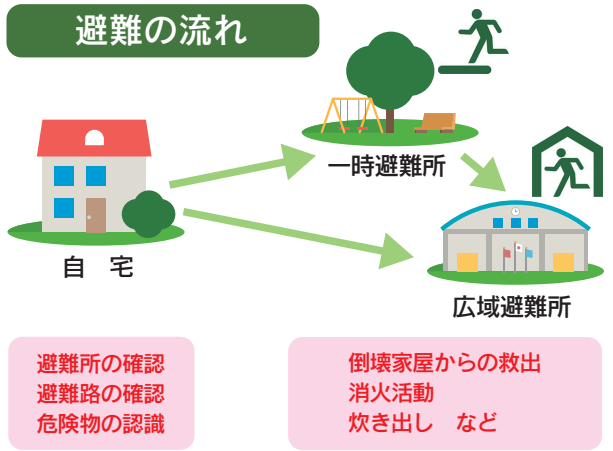 避難の流れ
一時避難所
自　宅
広域避難所
避難所の確認
避難路の確認
危険物の認識
倒壊家屋からの救出
消火活動
炊き出し　など